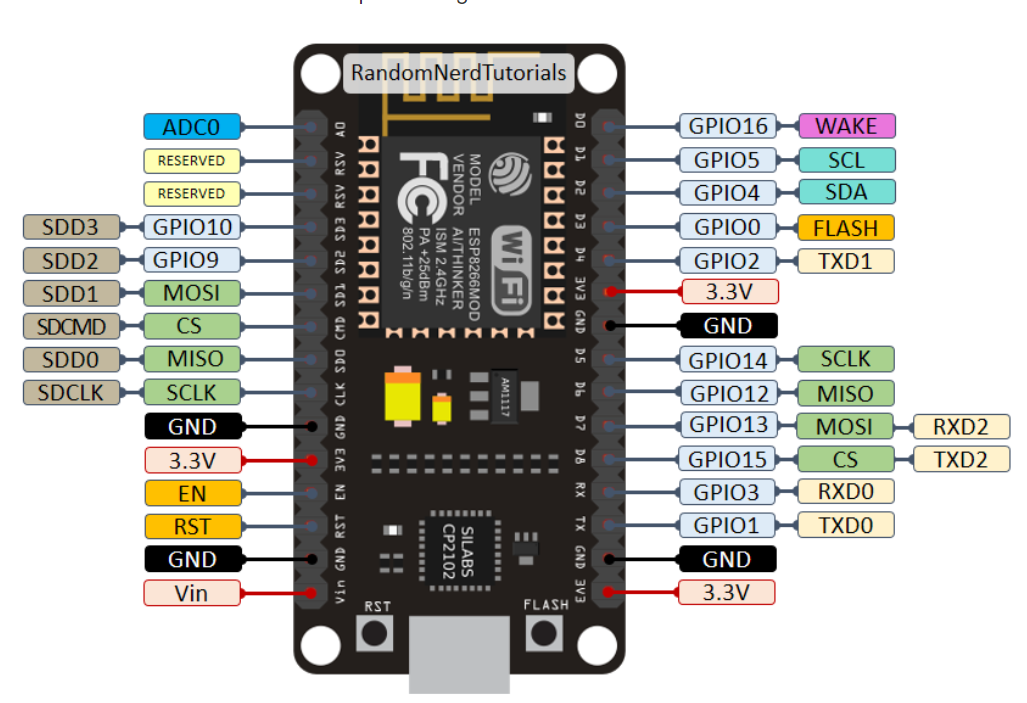 RandomNerdTutorials
ADC0
RESERVED
RESERVED
SDD3 GPIO10
SDD2 GPIO9
SDD1 MOSI
SDCMD CS
SDD0 MISO
SDCLK SCLK
GND
3.3V
EN
RST
GND
Vin
A0
RSV
RSV
SD3
SD2
SD1
CMD
SD0
CLK
GND
3V3
EN
RST
GND
Vin
FCC
MODEL
VENDOR
ESP8266MOD
AI/THINKER
ISM 2.4GHz
PA +25dBm
802.11b/g/n
WiFi
AM1117
SILABS
CP2102
RST
FLASH
D0
D1
D2
D3
D4
3V3
GND
D5
D6
D7
D8
RX
TX
GND
3V3
GPIO16 WAKE
GPIO5 SCL
GPIO4 SDA
GPIO0 FLASH
GPIO2 TXD1
3.3V
GND
GPIO14 SCLK
GPIO12 MISO
GPIO13 MOSI RXD2
GPIO15 CS TXD2
GPIO3 RXD0
GPIO1 TXD0
GND
3.3V